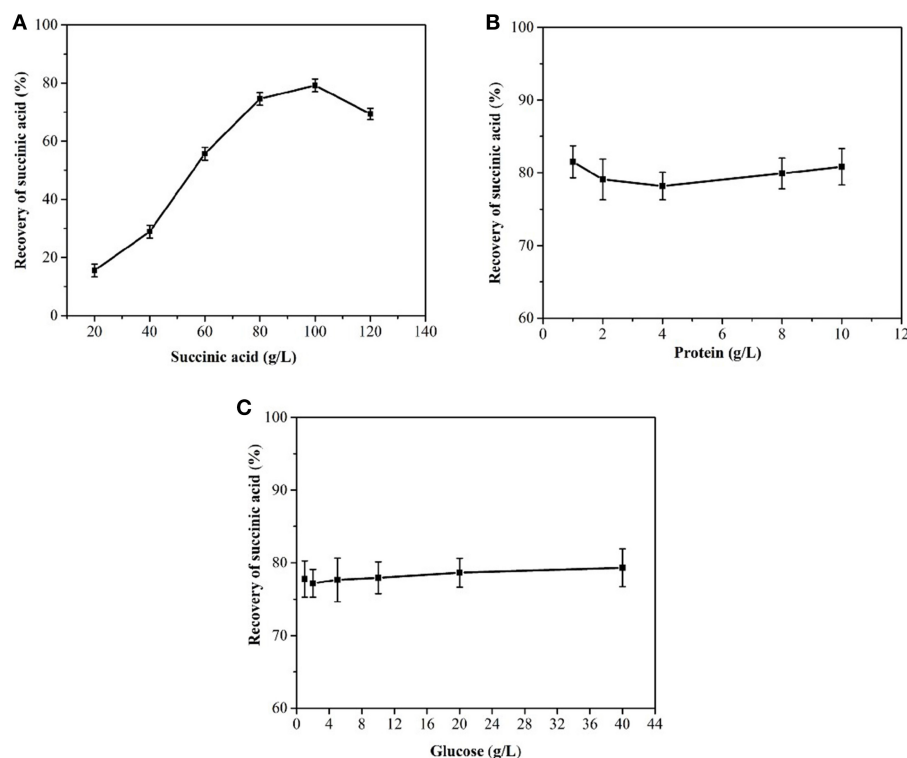 A
100
80
60
40
20
0
Recovery of succinic acid (%)
20 40 60 80 100 120 140
Succinic acid (g/L)
B
100
90
80
70
60
Recovery of succinic acid (%)
0 2 4 6 8 10 12
Protein (g/L)
C
100
90
80
70
60
Recovery of succinic acid (%)
0 4 8 12 16 20 24 28 32 36 40 44
Glucose (g/L)